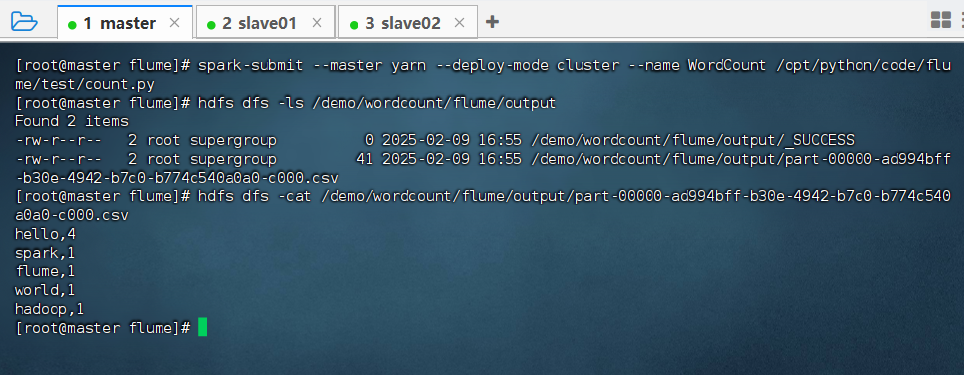 1 master × 2 slave01 × 3 slave02 × +
[root@master flume]# spark-submit --master yarn --deploy-mode cluster --name WordCount /opt/python/code/flu
me/test/count.py
[root@master flume]# hdfs dfs -ls /demo/wordcount/flume/output
Found 2 items
-rw-r--r--   2 root supergroup          0 2025-02-09 16:55 /demo/wordcount/flume/output/_SUCCESS
-rw-r--r--   2 root supergroup         41 2025-02-09 16:55 /demo/wordcount/flume/output/part-00000-ad994bff
-b30e-4942-b7c0-b774c540a0a0-c000.csv
[root@master flume]# hdfs dfs -cat /demo/wordcount/flume/output/part-00000-ad994bff-b30e-4942-b7c0-b774c540
a0a0-c000.csv
hello,4
spark,1
flume,1
world,1
hadoop,1
[root@master flume]#